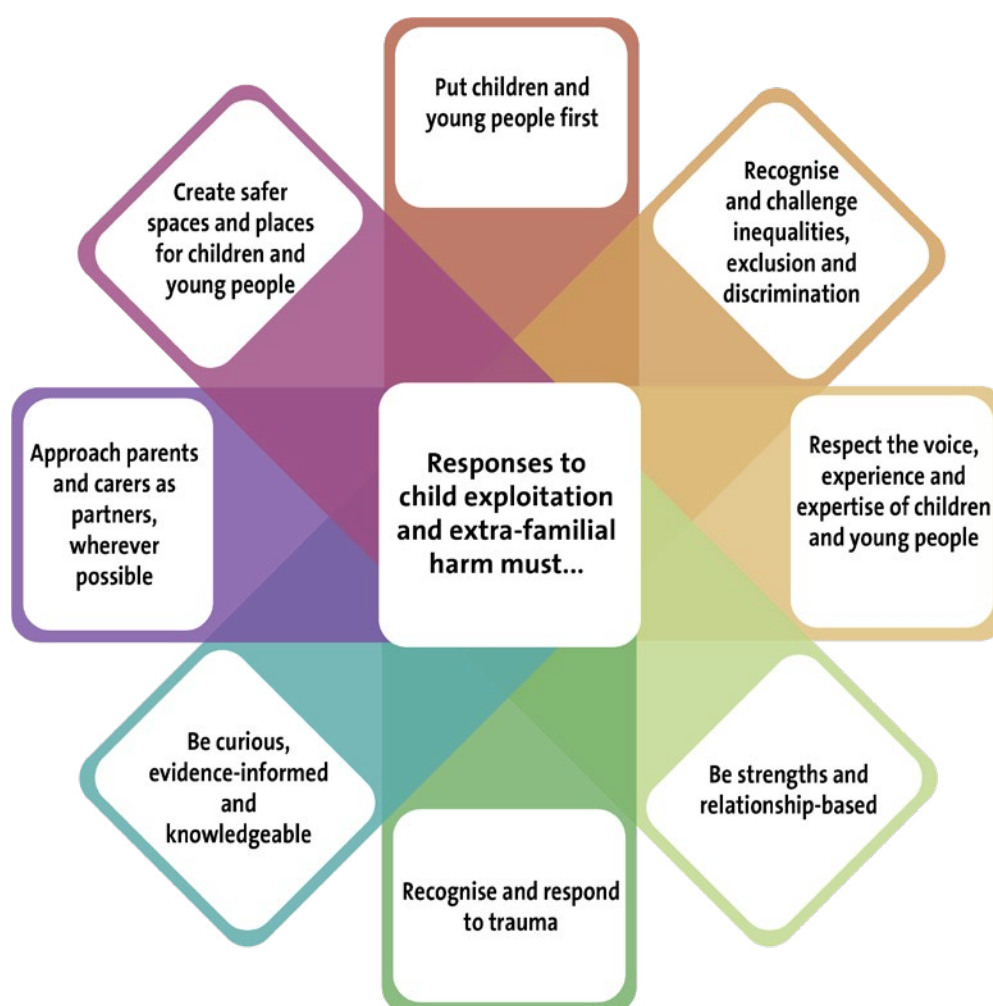 Put children and
young people first
Recognise
and challenge
inequalities,
exclusion and
discrimination
Respect the voice,
experience and
expertise of children
and young people
Be strengths and
relationship-based
Recognise and respond
to trauma
Be curious,
evidence-informed
and
knowledgeable
Approach parents
and carers as
partners,
wherever
possible
Create safer
spaces and places
for children and
young people
Responses to
child exploitation
and extra-familial
harm must...